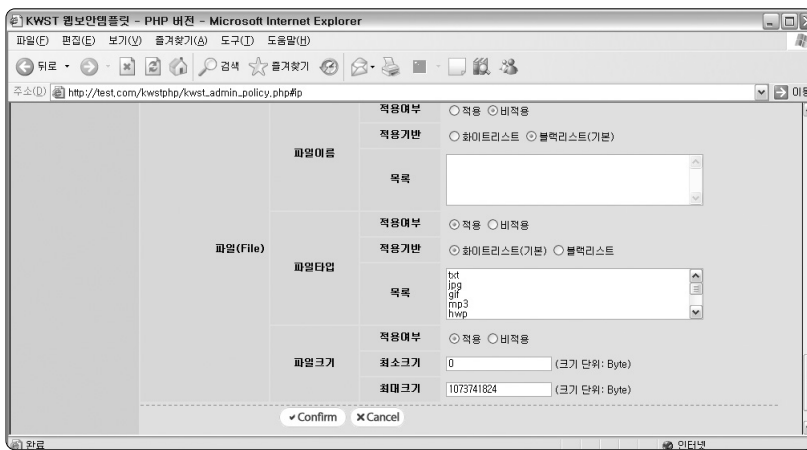 KWST 웹보안템플릿 - PHP 버전 - Microsoft Internet Explorer
파일(F) 편집(E) 보기(V) 즐겨찾기(A) 도구(T) 도움말(H)
뒤로 검색 즐겨찾기
주소(D) http://test.com/kwstphp/kwst_admin_policy.php#ip
적용여부 적용 비적용
적용기반 화이트리스트 블랙리스트(기본)
파일이름
목록
적용여부 적용 비적용
파일(File) 적용기반 화이트리스트(기본) 블랙리스트
파일타입
목록
txt
jpg
gif
mp3
hwp
적용여부 적용 비적용
파일크기 최소크기 0 (크기 단위: Byte)
최대크기 1073741824 (크기 단위: Byte)
Confirm Cancel
완료 인터넷